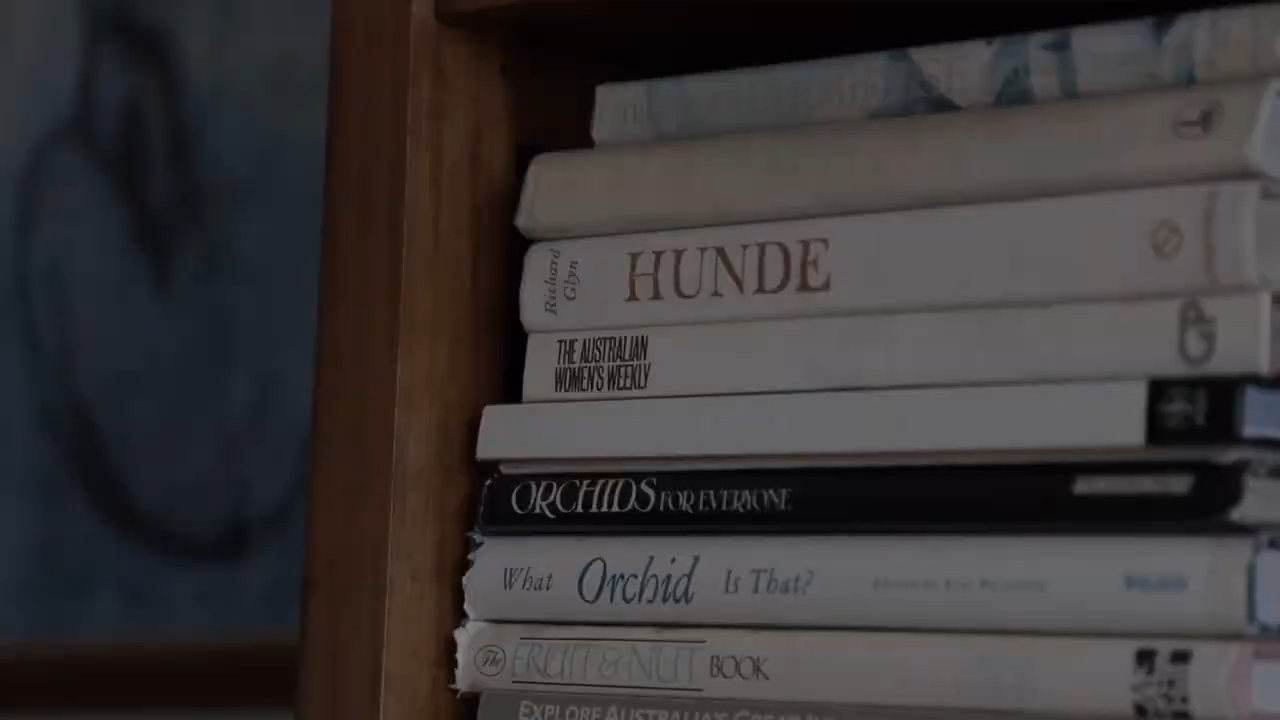 Richard
Glyn
HUNDE
THE AUSTRALIAN
WOMEN'S WEEKLY
ORCHIDS FOR EVERYONE
What Orchid Is That?
The FRUIT & NUT BOOK
EXPLORE AUSTRALIA'S